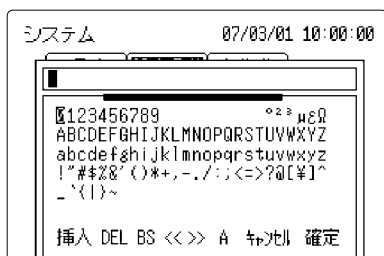 システム 07/03/01 10:00:00
0123456789 °²³µεΩ
ABCDEFGHIJKLMNOPQRSTUVWXYZ
abcdefghijklmnopqrstuvwxyz
!"#$%&'()*+,-./:;<=>?@[¥]^
_`{|}~
挿入 DEL BS << >> A ｷｬﾝｾﾙ 確定